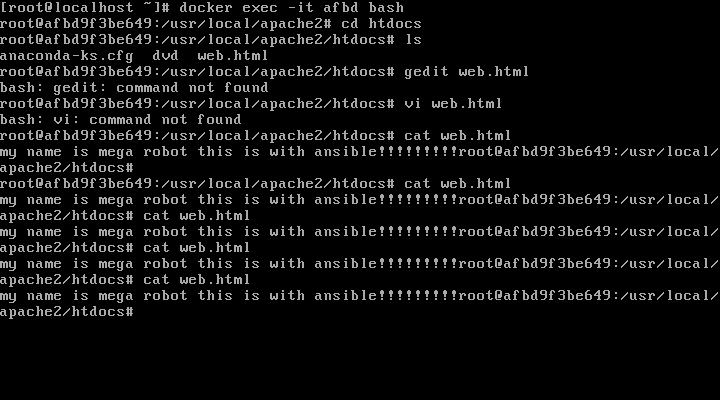 [root@localhost ~]# docker exec -it afbd bash
root@afbd9f3be649:/usr/local/apache2# cd htdocs
root@afbd9f3be649:/usr/local/apache2/htdocs# ls
anaconda-ks.cfg  dvd  web.html
root@afbd9f3be649:/usr/local/apache2/htdocs# gedit web.html
bash: gedit: command not found
root@afbd9f3be649:/usr/local/apache2/htdocs# vi web.html
bash: vi: command not found
root@afbd9f3be649:/usr/local/apache2/htdocs# cat web.html
my name is mega robot this is with ansible!!!!!!!!!root@afbd9f3be649:/usr/local/
apache2/htdocs#
root@afbd9f3be649:/usr/local/apache2/htdocs# cat web.html
my name is mega robot this is with ansible!!!!!!!!!root@afbd9f3be649:/usr/local/
apache2/htdocs# cat web.html
my name is mega robot this is with ansible!!!!!!!!!root@afbd9f3be649:/usr/local/
apache2/htdocs# cat web.html
my name is mega robot this is with ansible!!!!!!!!!root@afbd9f3be649:/usr/local/
apache2/htdocs# cat web.html
my name is mega robot this is with ansible!!!!!!!!!root@afbd9f3be649:/usr/local/
apache2/htdocs#